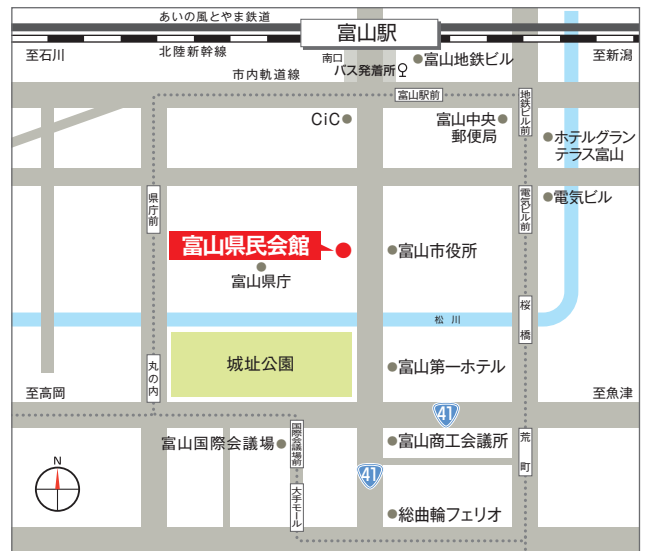 あいの風とやま鉄道
富山駅
至石川
北陸新幹線
南口
富山地鉄ビル
至新潟
市内軌道線
バス発着所
富山駅前
地鉄ビル前
CiC
富山中央
郵便局
ホテルグラン
テラス富山
県庁前
電気ビル前
電気ビル
富山県民会館
富山市役所
富山県庁
桜橋
松川
丸の内
城址公園
富山第一ホテル
至高岡
至魚津
41
国際会議場前
荒町
富山国際会議場
富山商工会議所
N
41
大手モール
総曲輪フェリオ